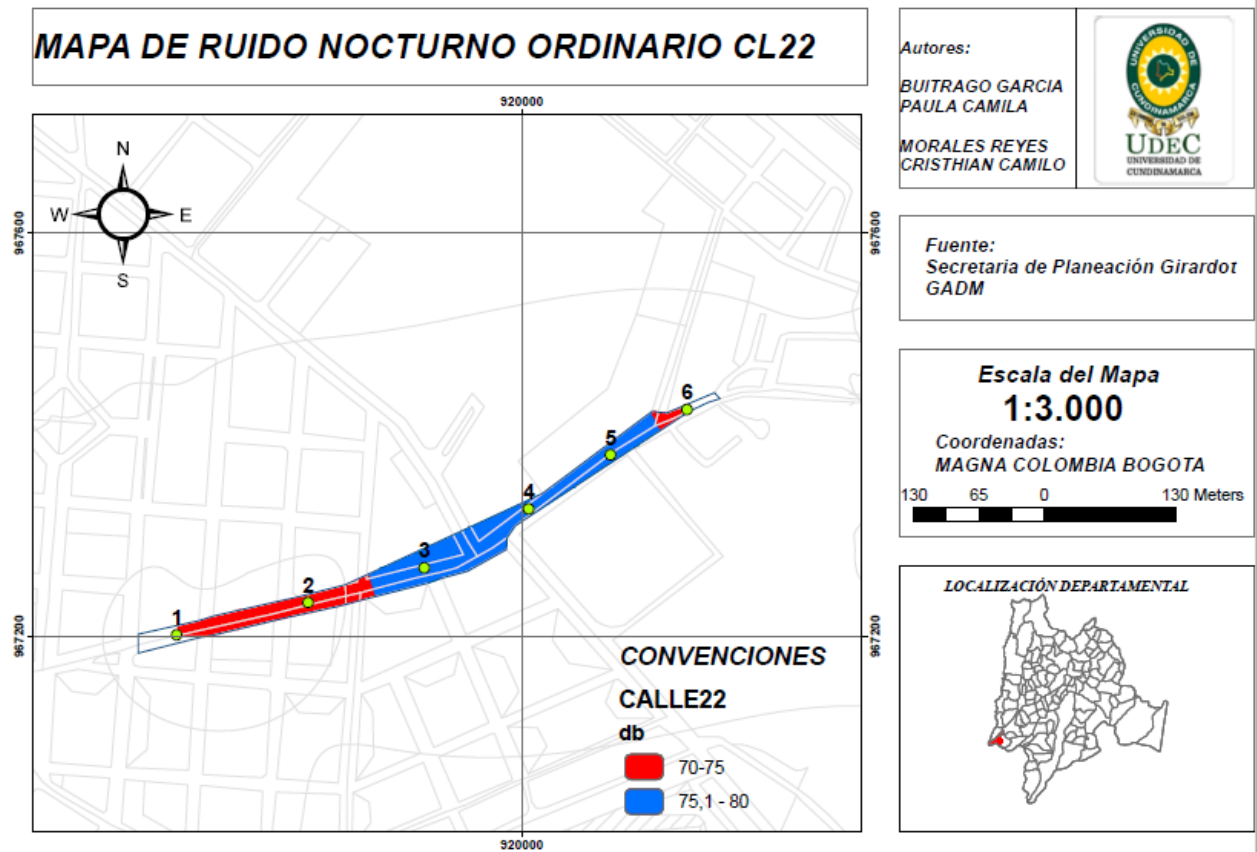 MAPA DE RUIDO NOCTURNO ORDINARIO CL22
920000
N
W
E
S
967600
967600
6
5
4
3
2
1
967200
967200
CONVENCIONES
CALLE22
db
70-75
75,1 - 80
920000
Autores:
BUITRAGO GARCIA
PAULA CAMILA
MORALES REYES
CRISTHIAN CAMILO
UNIVERSIDAD DE
CUNDINAMARCA
UDEC
UNIVERSIDAD DE
CUNDINAMARCA
Fuente:
Secretaria de Planeación Girardot
GADM
Escala del Mapa
1:3.000
Coordenadas:
MAGNA COLOMBIA BOGOTA
130 65 0 130 Meters
LOCALIZACIÓN DEPARTAMENTAL